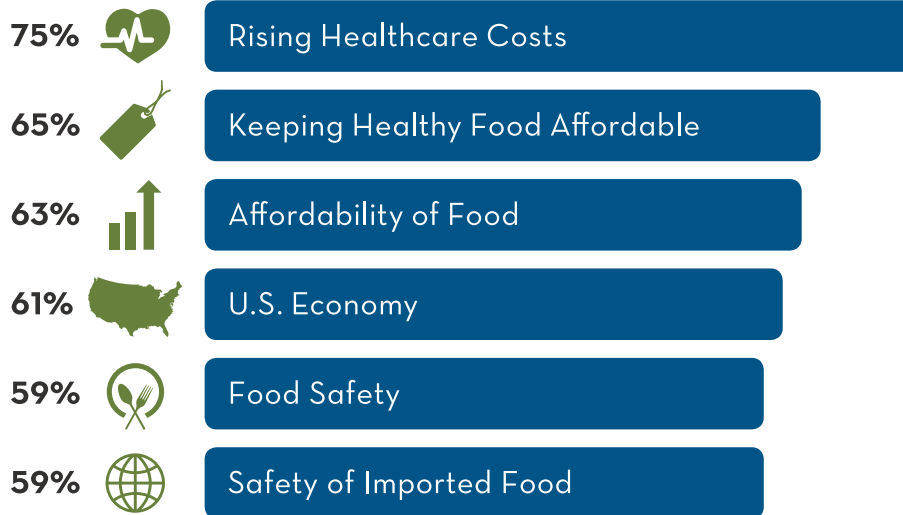 75% Rising Healthcare Costs
65% Keeping Healthy Food Affordable
63% Affordability of Food
61% U.S. Economy
59% Food Safety
59% Safety of Imported Food